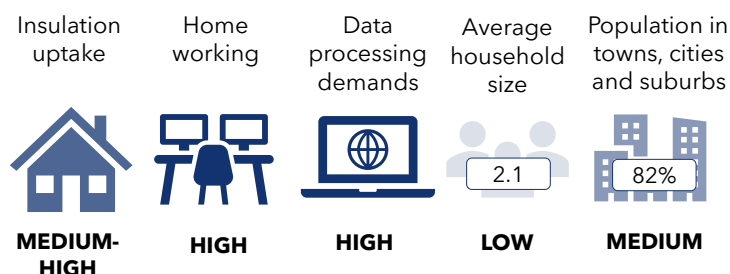 Insulation
uptake
Home
working
Data
processing
demands
Average
household
size
Population in
towns, cities
and suburbs
2.1
82%
MEDIUM-
HIGH
HIGH
HIGH
LOW
MEDIUM